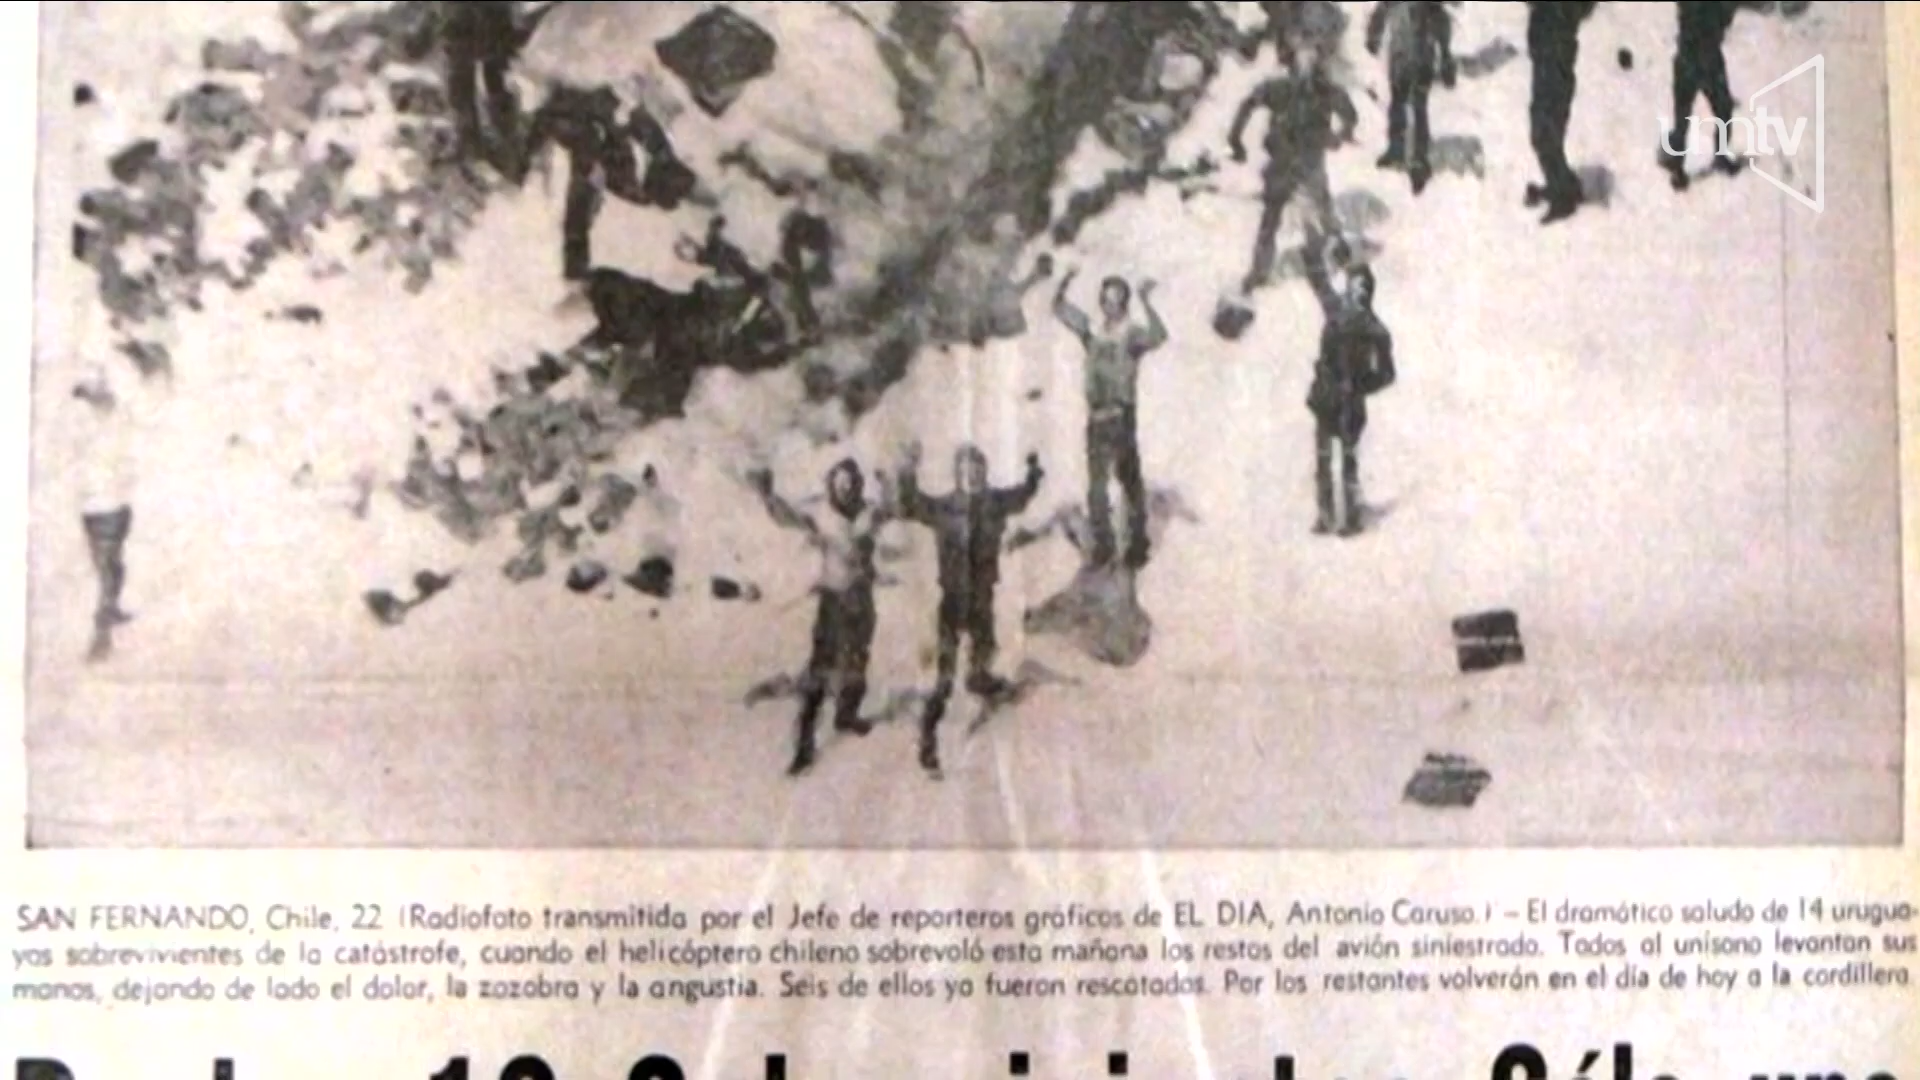 umtv
SAN FERNANDO, Chile, 22 (Radiofoto transmitida por el Jefe de reporteros gráficos de EL DIA, Antonio Caruso.) – El dramático saludo de 14 urugua-
yos sobrevivientes de la catástrofe, cuando el helicóptero chileno sobrevoló esta mañana los restos del avión siniestrado. Todos al unísono levantan sus
manos, dejando de lado el dolor, la zozobra y la angustia. Seis de ellos ya fueron rescatados. Por los restantes volverán en el día de hoy a la cordillera.